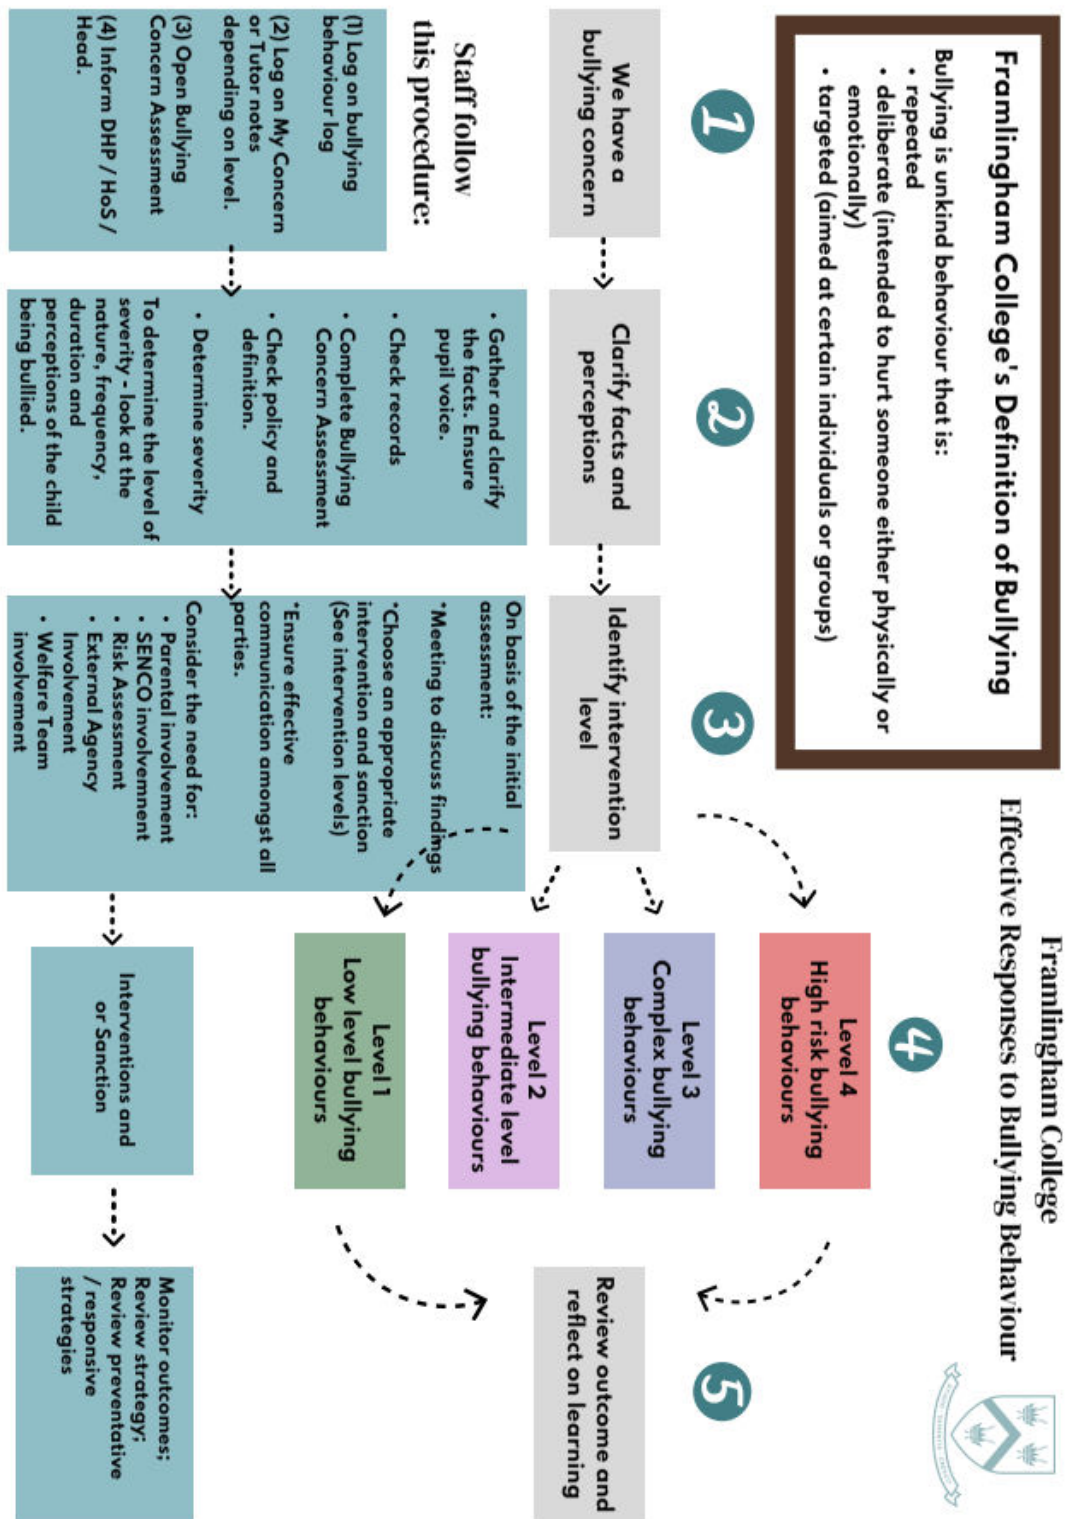 Framlingham College
Effective Responses to Bullying Behaviour
Framlingham College's Definition of Bullying
Bullying is unkind behaviour that is:
• repeated
• deliberate (intended to hurt someone either physically or
emotionally)
• targeted (aimed at certain individuals or groups)
1
2
3
4
5
We have a
bullying concern
Clarify facts and
perceptions
Identify intervention
level
Level 4
High risk bullying
behaviours
Level 3
Complex bullying
behaviours
Level 2
Intermediate level
bullying behaviours
Level 1
Low level bullying
behaviours
Review outcome and
reflect on learning
Staff follow
this procedure:
(1) Log on bullying
behaviour log
(2) Log on My Concern
or Tutor notes
depending on level.
(3) Open Bullying
Concern Assessment
(4) Inform DHP / HoS /
Head.
• Gather and clarify
the facts. Ensure
pupil voice.
• Check records
• Complete Bullying
Concern Assessment
• Check policy and
definition.
• Determine severity
To determine the level of
severity - look at the
nature, frequency,
duration and
perceptions of the child
being bullied.
On basis of the initial
assessment:
*Meeting to discuss findings
*Choose an appropriate
intervention and sanction
(See intervention levels)
*Ensure effective
communication amongst all
parties.
Consider the need for:
• Parental involvement
• SENCO involvemnent
• Risk Assessment
• External Agency
Involvement
• Welfare Team
involvement
Interventions and
or Sanction
Monitor outcomes;
Review strategy;
Review preventative
/ responsive
strategies